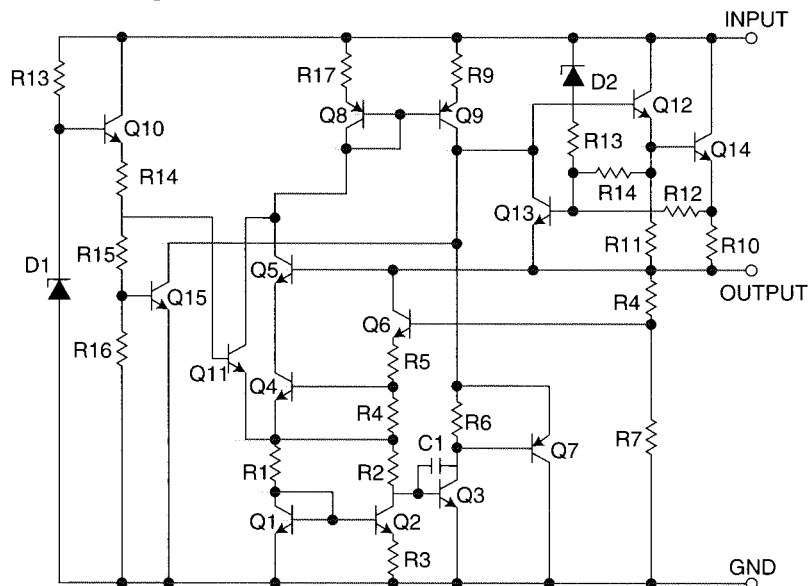 INPUT
R13
R17
R9
D2
Q10
Q8
Q9
Q12
R13
Q14
R14
R14
R12
Q13
R15
R11
R10
D1
Q5
Q15
OUTPUT
R4
Q6
R16
R5
Q11
Q4
R4
R6
R7
C1
Q7
R1
R2
Q3
Q1
Q2
R3
GND